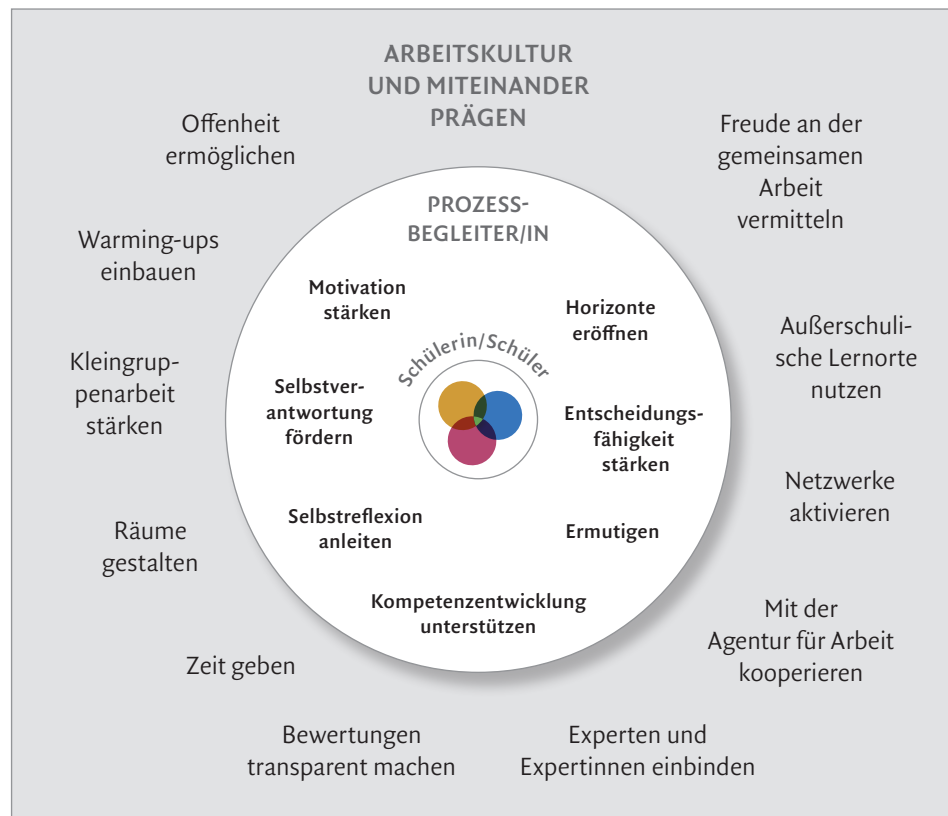 ARBEITSKULTUR
UND MITEINANDER
PRÄGEN
Offenheit
ermöglichen
Warming-ups
einbauen
Kleingrup-
penarbeit
stärken
Räume
gestalten
Zeit geben
Bewertungen
transparent machen
Freude an der
gemeinsamen
Arbeit
vermitteln
Außerschuli-
sche Lernorte
nutzen
Netzwerke
aktivieren
Mit der
Agentur für Arbeit
kooperieren
Experten und
Expertinnen einbinden
PROZESS-
BEGLEITER/IN
Motivation
stärken
Selbstver-
antwortung
fördern
Selbstreflexion
anleiten
Kompetenzentwicklung
unterstützen
Horizonte
eröffnen
Entscheidungs-
fähigkeit
stärken
Ermutigen
Schülerin/Schüler